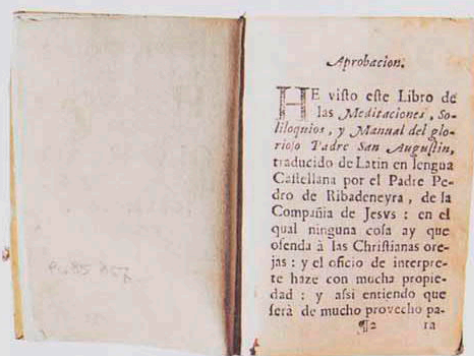 Aprobacion.
HE visto este Libro de
las Meditaciones, So-
liloquios, y Manual del glo-
rioso Padre San Augustin,
traducido de Latin en lengua
Castellana por el Padre Pe-
dro de Ribadeneyra, de la
Compañia de Jesvs: en el
qual ninguna cosa ay que
ofenda à las Christianas ore-
jas: y el oficio de interpre-
te haze con mucha propie-
dad: y assi entiendo que
serà de mucho provecho pa-
¶2 ra